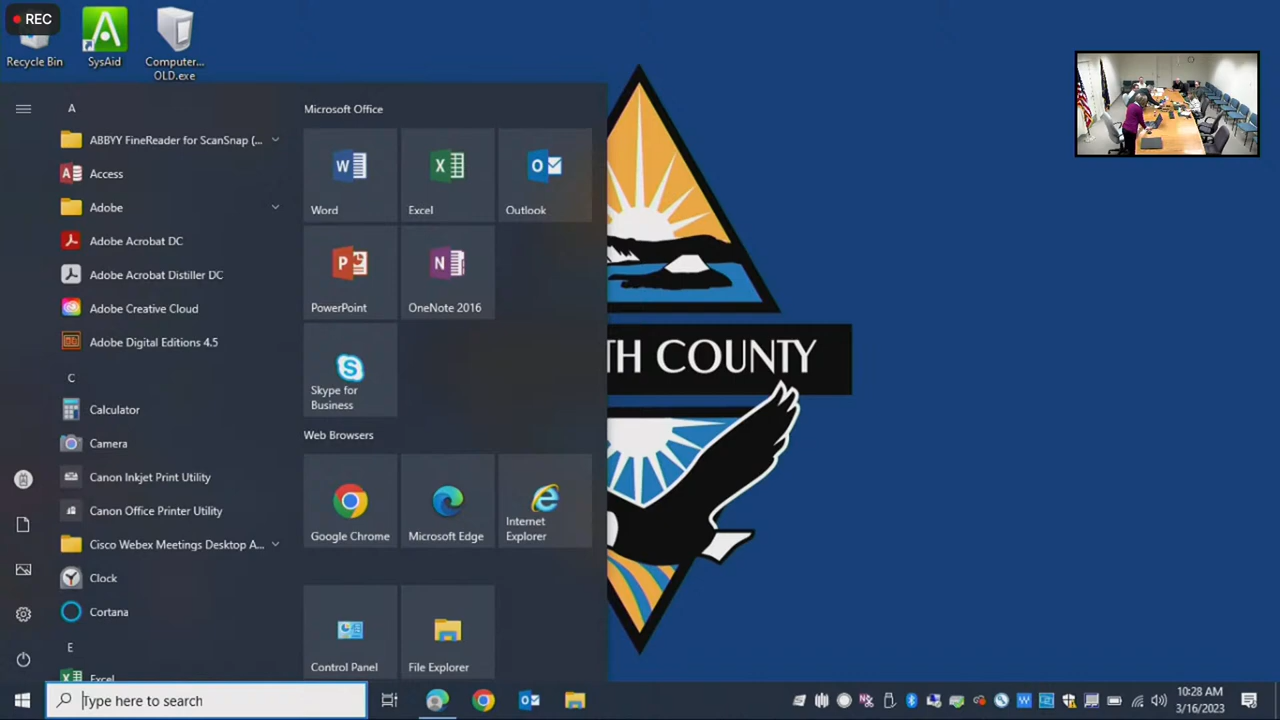 REC
Recycle Bin
SysAid
Computer...
OLD.exe
A
ABBYY FineReader for ScanSnap (...
Access
Adobe
Adobe Acrobat DC
Adobe Acrobat Distiller DC
Adobe Creative Cloud
Adobe Digital Editions 4.5
C
Calculator
Camera
Canon Inkjet Print Utility
Canon Office Printer Utility
Cisco Webex Meetings Desktop A...
Clock
Cortana
E
Excel
Microsoft Office
Word
Excel
Outlook
PowerPoint
OneNote 2016
Skype for
Business
Web Browsers
Google Chrome
Microsoft Edge
Internet
Explorer
Control Panel
File Explorer
TH COUNTY
Type here to search
10:28 AM
3/16/2023